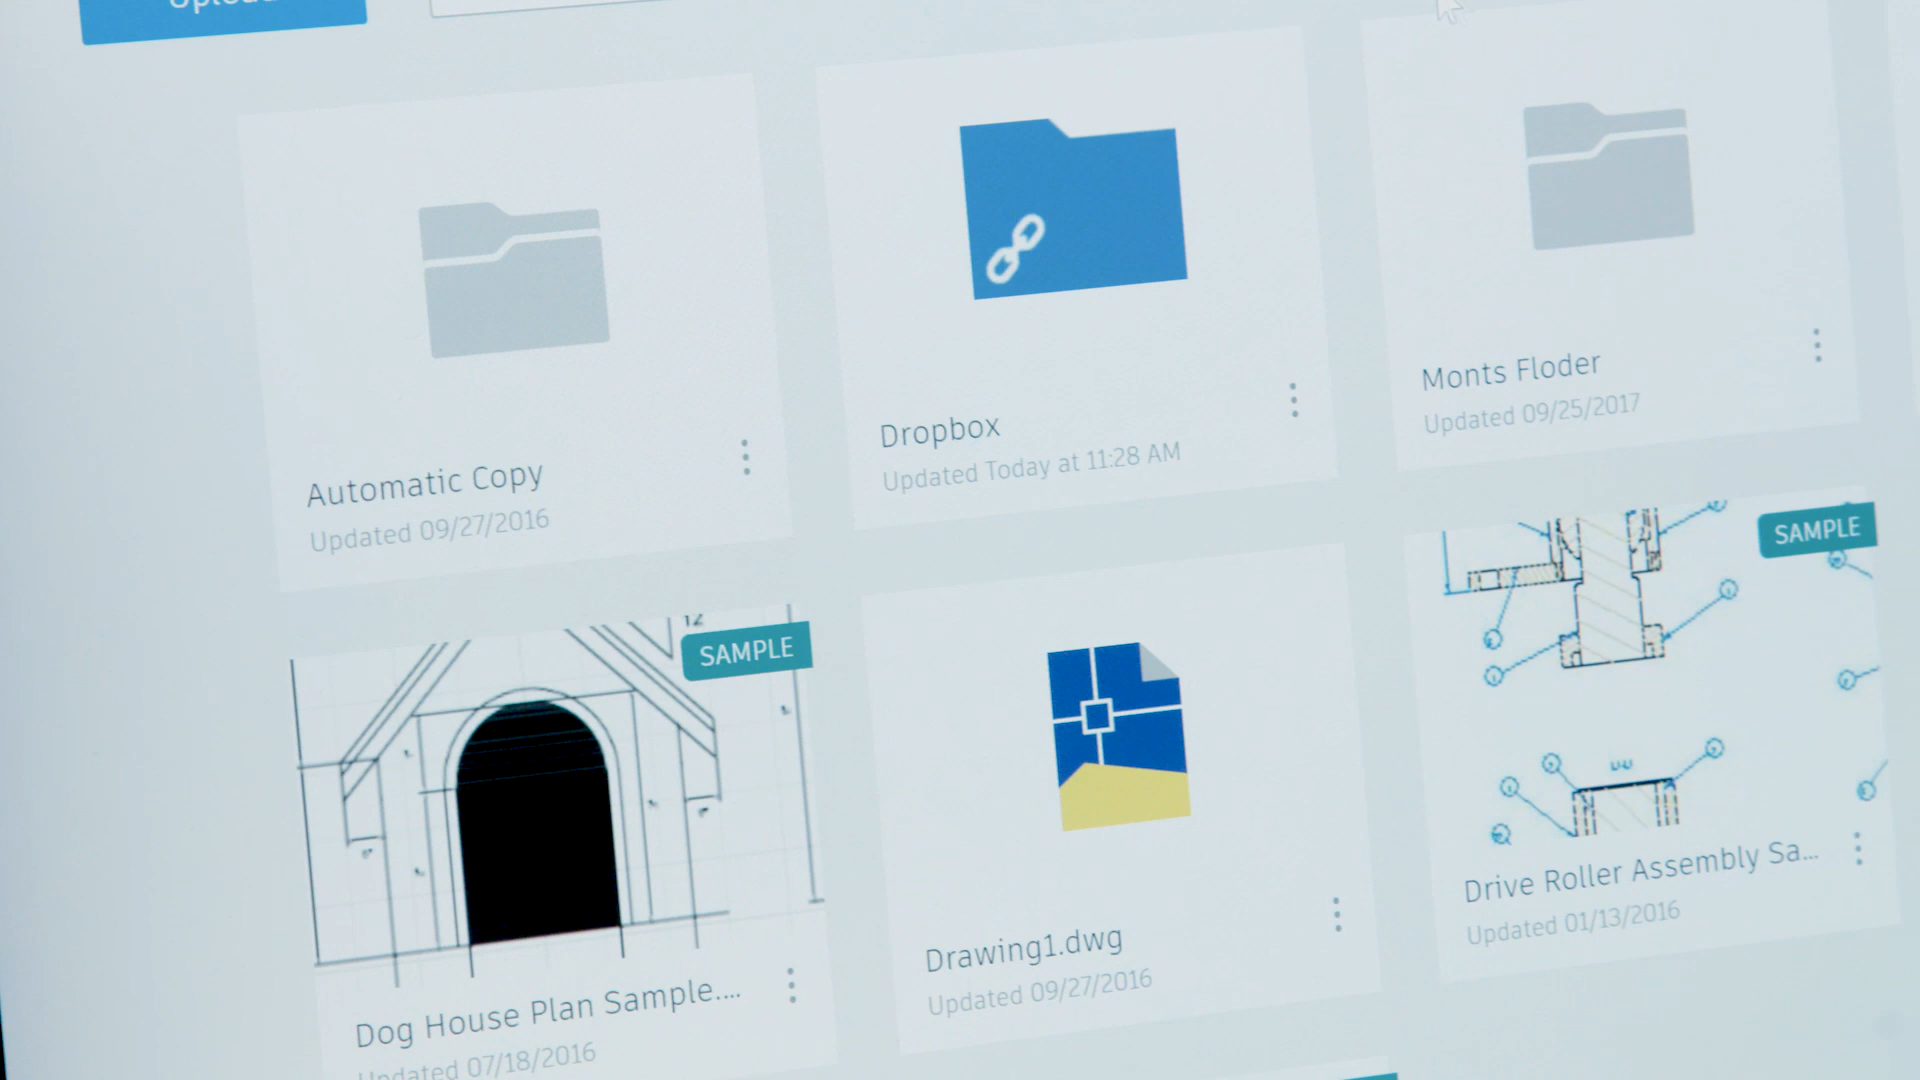 Upload
Automatic Copy
Updated 09/27/2016
Dropbox
Updated Today at 11:28 AM
Monts Floder
Updated 09/25/2017
12
SAMPLE
Dog House Plan Sample....
Updated 07/18/2016
Drawing1.dwg
Updated 09/27/2016
SAMPLE
Drive Roller Assembly Sa...
Updated 01/13/2016